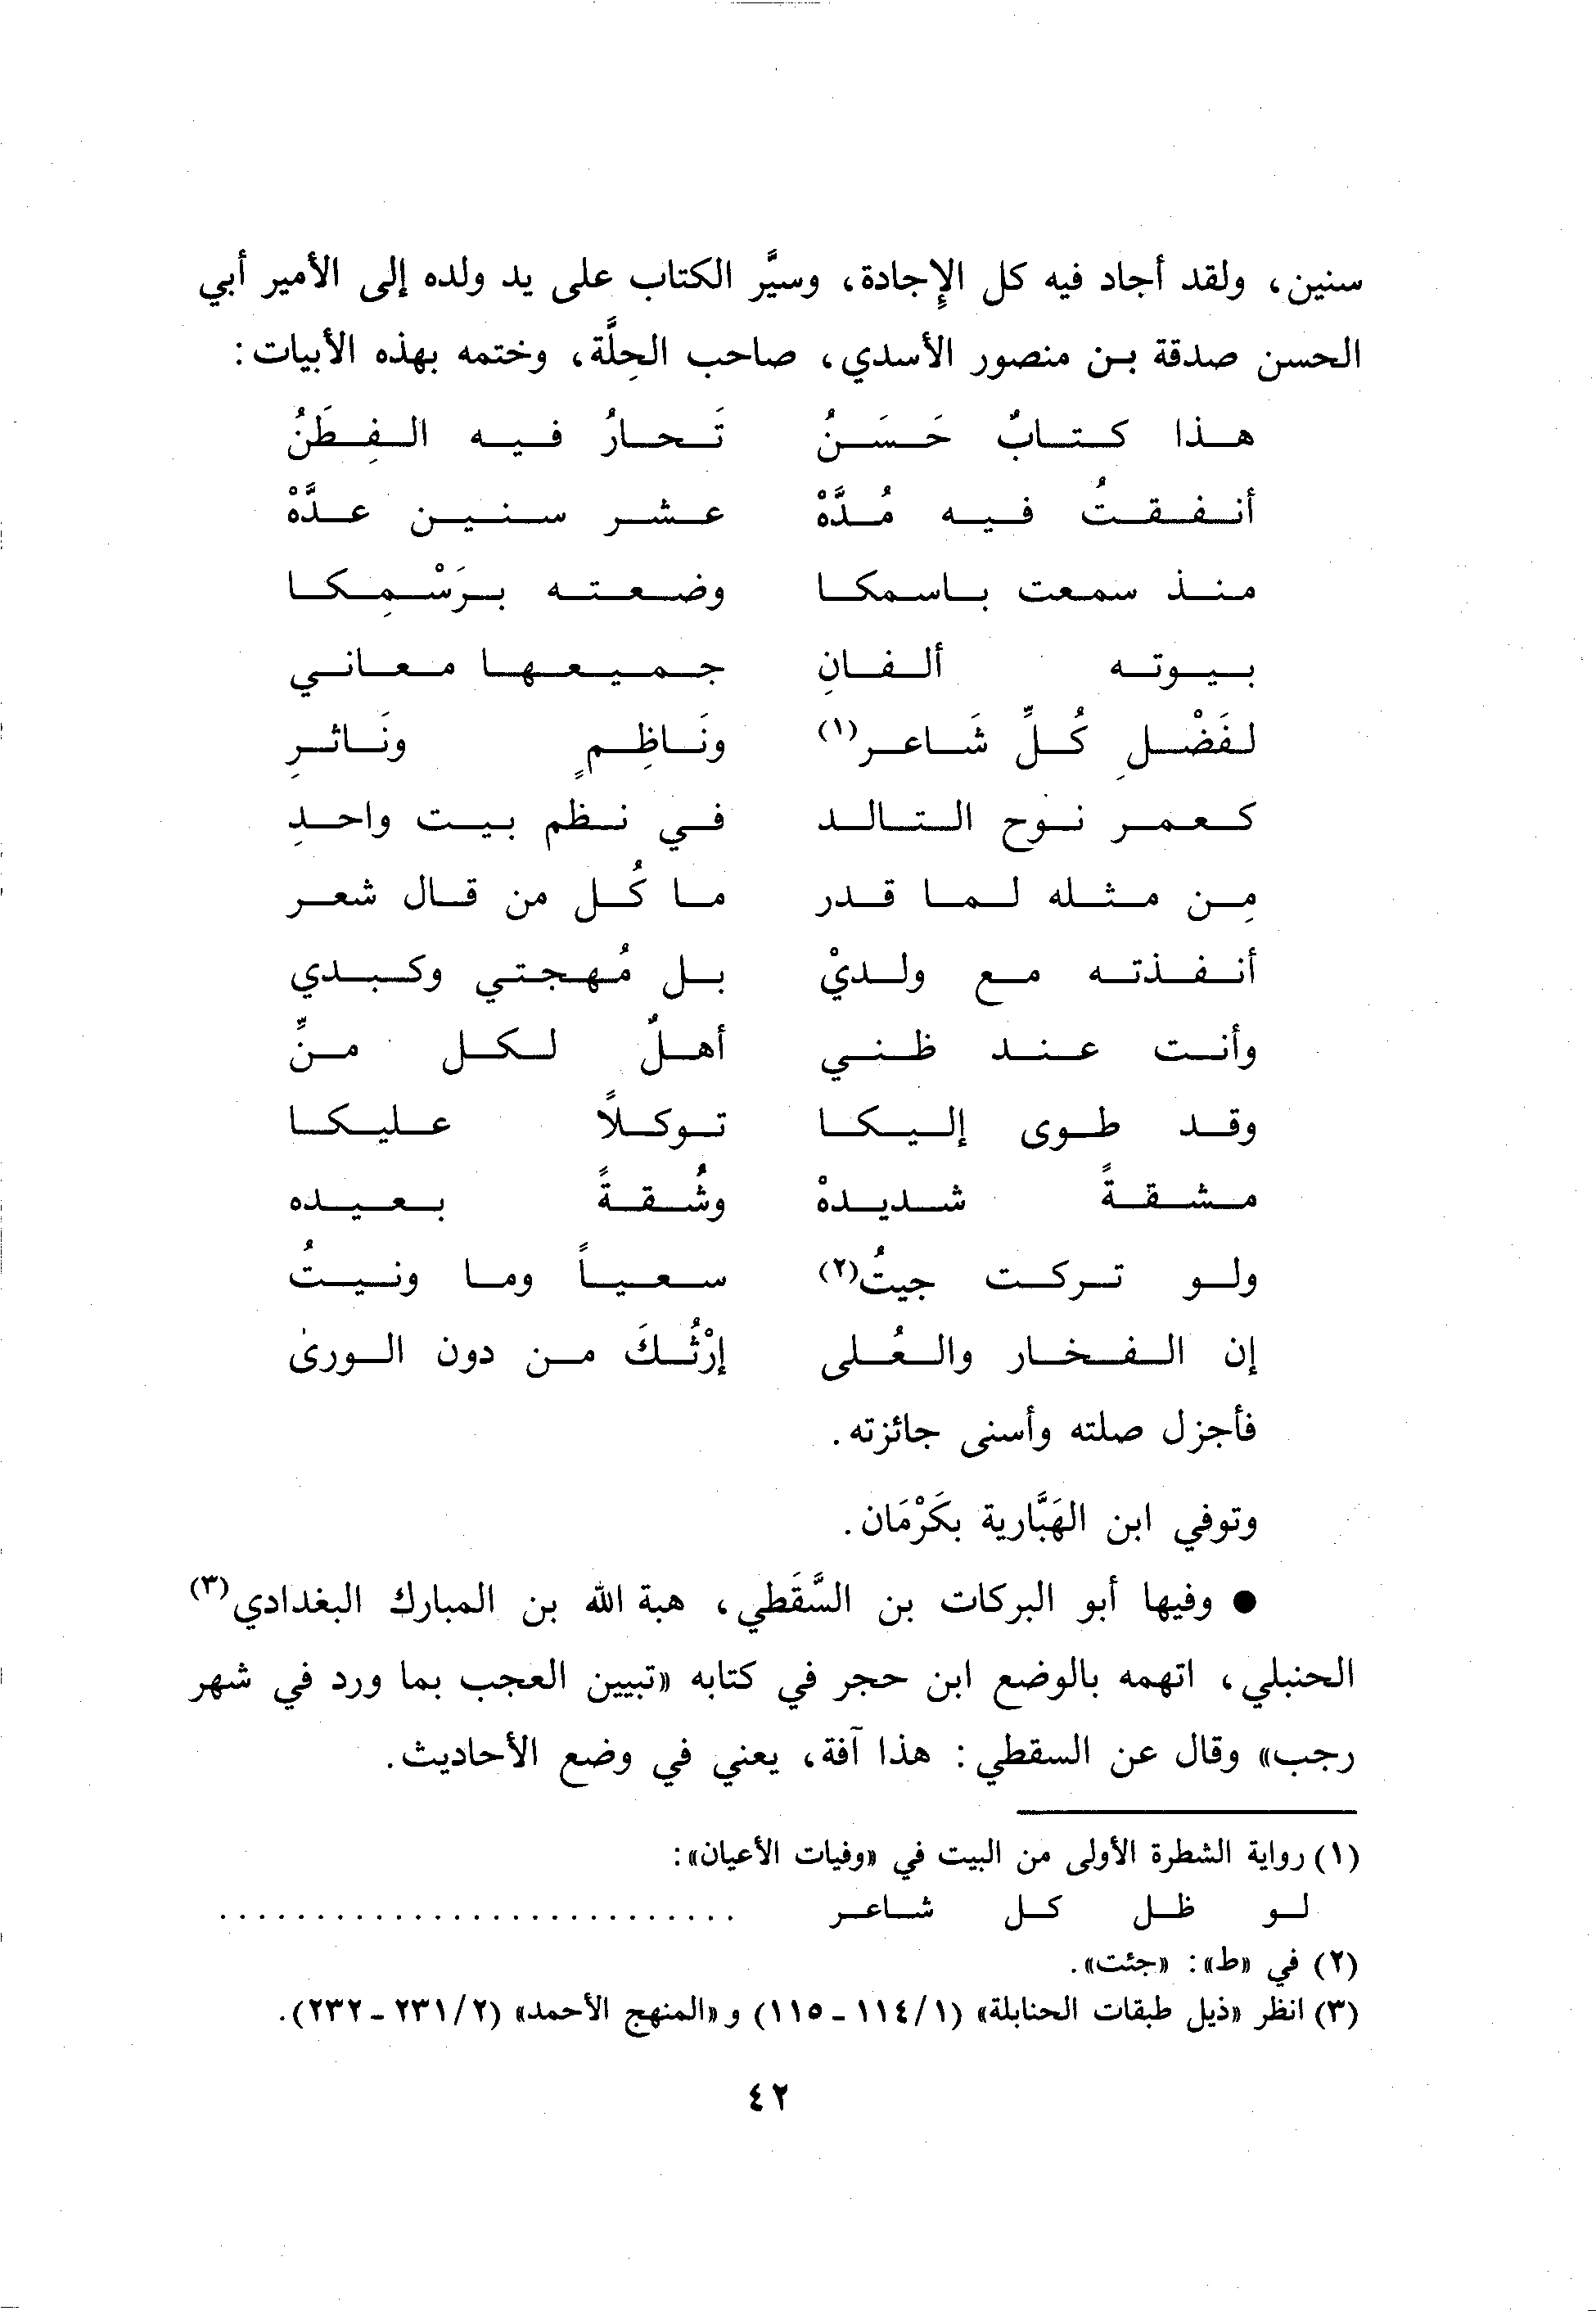 سنين، ولقد أجاد فيه كل الإِجادة، وسيَّر الكتاب على يد ولده إلى الأمير أبي
الحسن صدقة بن منصور الأسدي، صاحب الحِلَّة، وختمه بهذه الأبيات:
هذا كتابٌ حَسَنُ تَحارُ فيه الفِطَنُ
أنفقتُ فيه مُدَّهْ عشر سنين عدَّهْ
منذ سمعت باسمكا وضعته برَسْمِكا
بيوته ألفانِ جميعها معاني
لفَضْلِ كُلِّ شَاعر(١) ونَاظِمٍ ونَاثرِ
كعمر نوح التالد في نظم بيت واحدِ
مِن مثله لما قدر ما كُل من قال شعر
أنفذته مع ولديْ بل مُهجتي وكبدي
وأنت عند ظني أهلٌ لكل منِّ
وقد طوى إليكا توكلاً عليكا
مشقةً شديدهْ وشُقةً بعيده
ولو تركت جيتُ(٢) سعياً وما ونيتُ
إن الفخار والعُلى إرْثُكَ من دون الورىٰ
فأجزل صلته وأسنى جائزته.
وتوفي ابن الهَبَّارية بكَرْمَان.
● وفيها أبو البركات بن السَّقَطي، هبة الله بن المبارك البغدادي(٣)
الحنبلي، اتهمه بالوضع ابن حجر في كتابه «تبيين العجب بما ورد في شهر
رجب» وقال عن السقطي: هذا آفة، يعني في وضع الأحاديث.
(١) رواية الشطرة الأولى من البيت في «وفيات الأعيان»:
لو ظل كل شاعر ...........................
(٢) في «ط»: «جئت».
(٣) انظر «ذيل طبقات الحنابلة» (١/ ١١٤ - ١١٥) و«المنهج الأحمد» (٢/ ٢٣١ - ٢٣٢).
٤٢